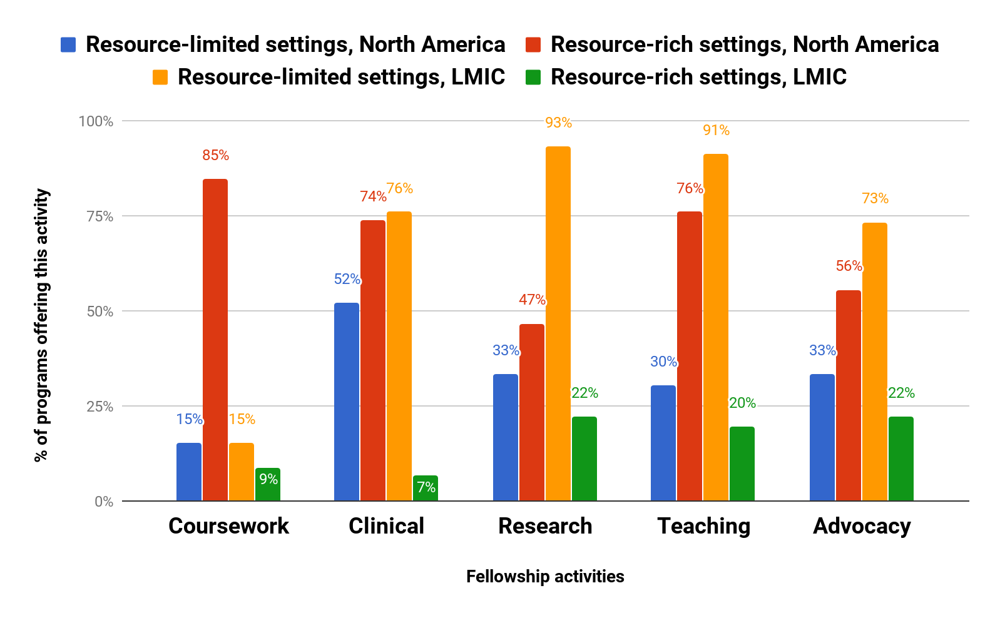 Resource-limited settings, North America
Resource-rich settings, North America
Resource-limited settings, LMIC
Resource-rich settings, LMIC
% of programs offering this activity
100%
75%
50%
25%
0%
15%
85%
15%
9%
52%
74%
76%
7%
33%
47%
93%
22%
30%
76%
91%
20%
33%
56%
73%
22%
Coursework
Clinical
Research
Teaching
Advocacy
Fellowship activities